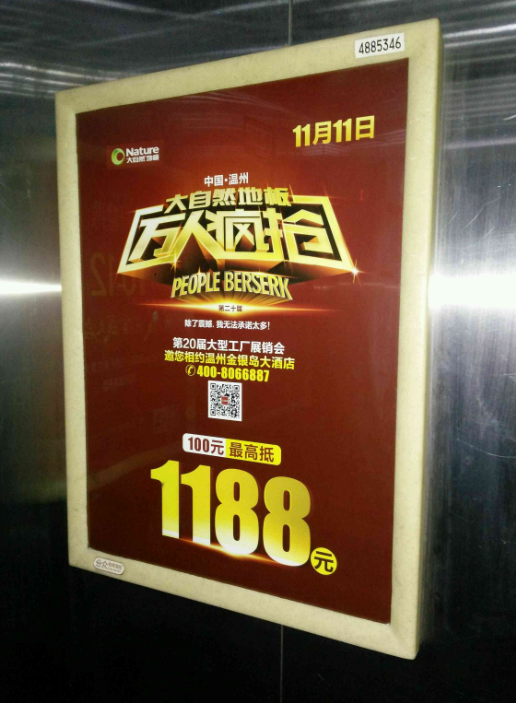 4885346
11月11日
Nature
大自然地板
中国·温州
大自然地板
万人疯抢
PEOPLE BERSERK
第二十届
除了震撼,我无法承诺太多!
第20届大型工厂展销会
邀您相约温州金银岛大酒店
400-8066887
100元 最高抵
1188元